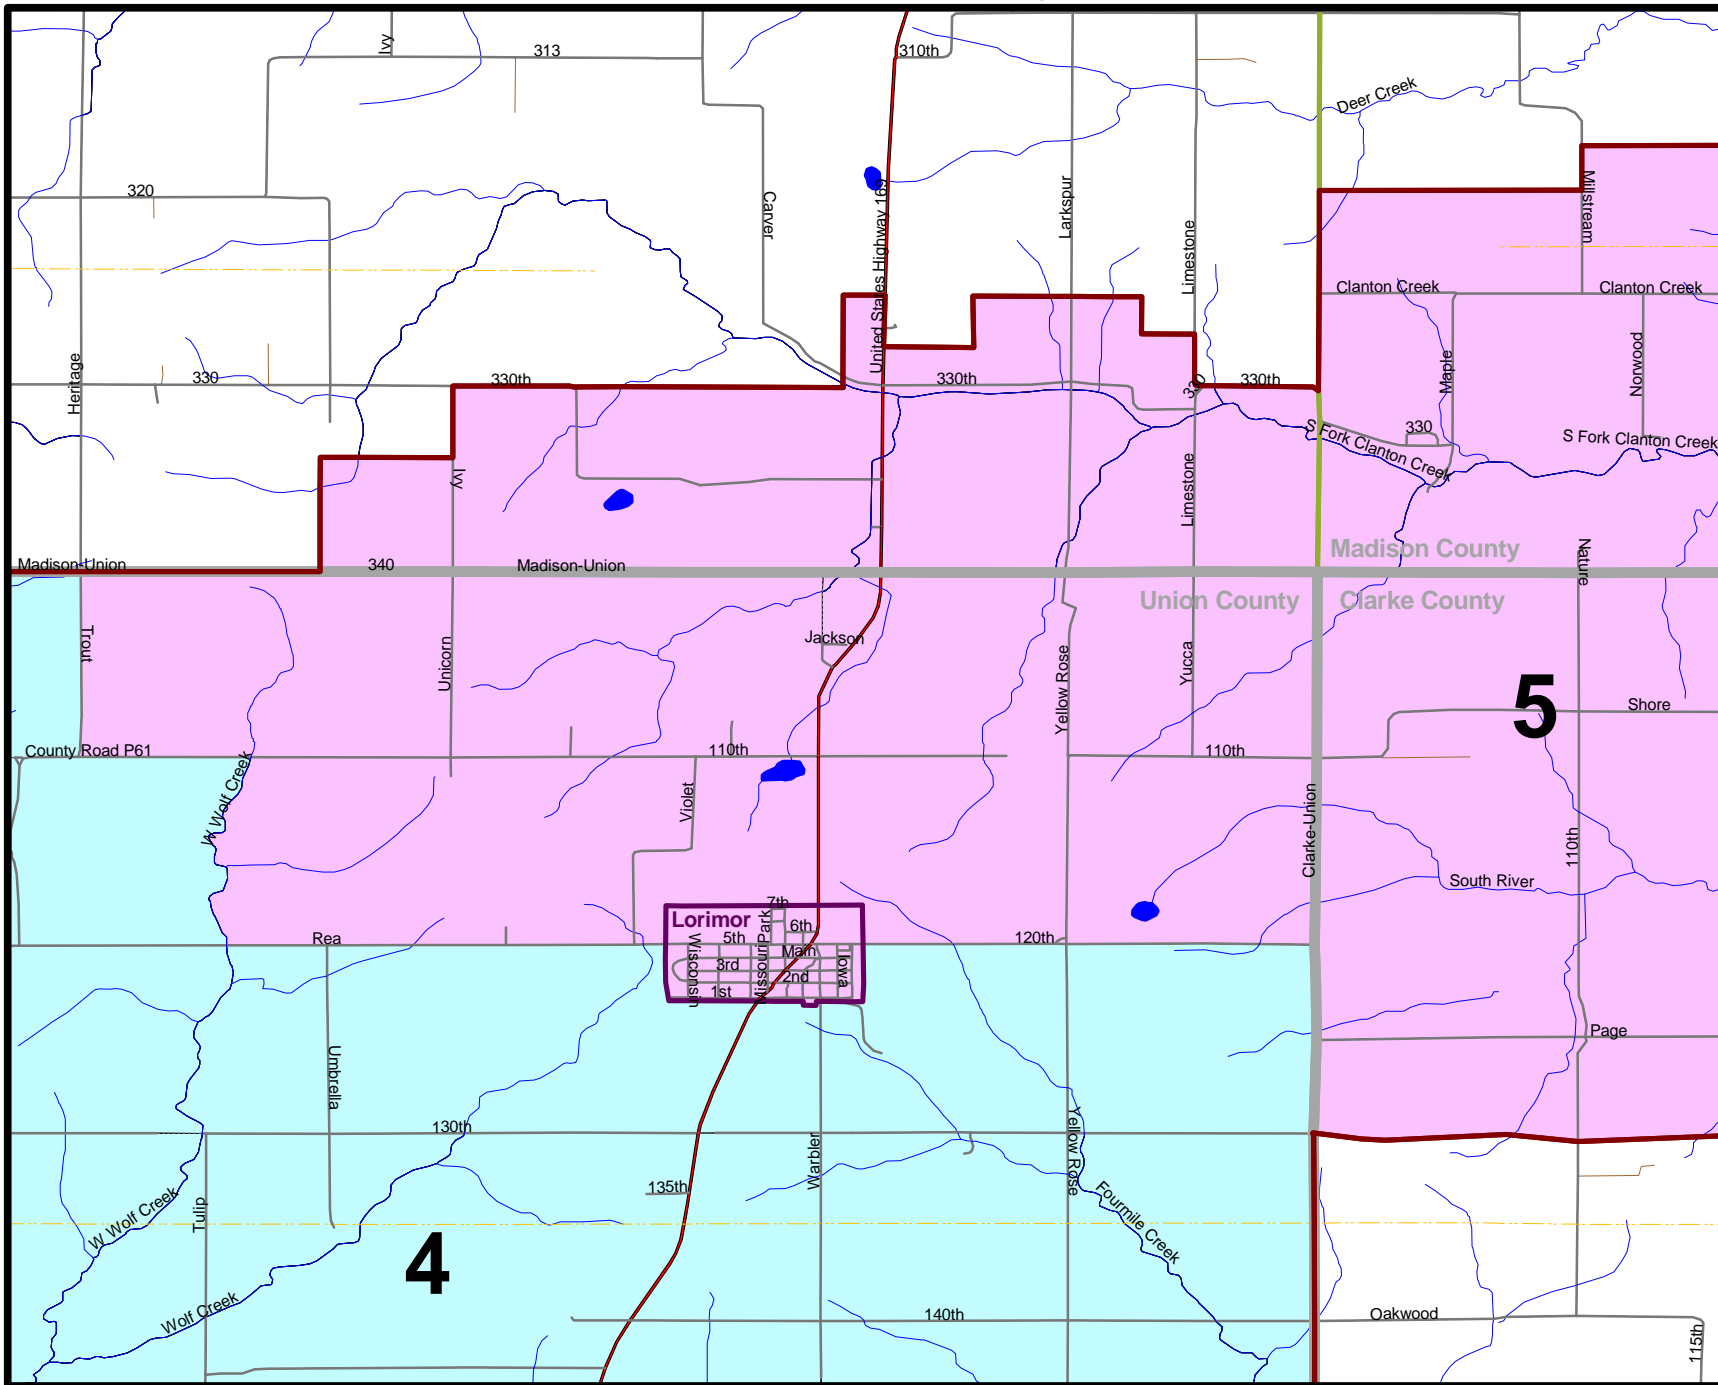 Ivy
313
310th
Deer Creek
320
Carver
United States Highway 169
Larkspur
Limestone
Millstream
Clanton Creek
Clanton Creek
Heritage
330
330th
330th
330
330th
Maple
Norwood
S Fork Clanton Creek
330
S Fork Clanton Creek
Ivy
Limestone
Madison-Union
340
Madison-Union
Madison County
Nature
Union County
Clarke County
Trout
Unicorn
Jackson
Yellow Rose
Yucca
5
Shore
County Road P61
110th
110th
W Wolf Creek
Violet
Clarke-Union
110th
South River
Lorimor
7th
Park
6th
Rea
5th
Main
120th
Wisconsin
3rd
Missouri
2nd
Iowa
1st
Page
Umbrella
130th
Warbler
Yellow Rose
135th
W Wolf Creek
Tulip
Fourmile Creek
4
Wolf Creek
140th
Oakwood
115th